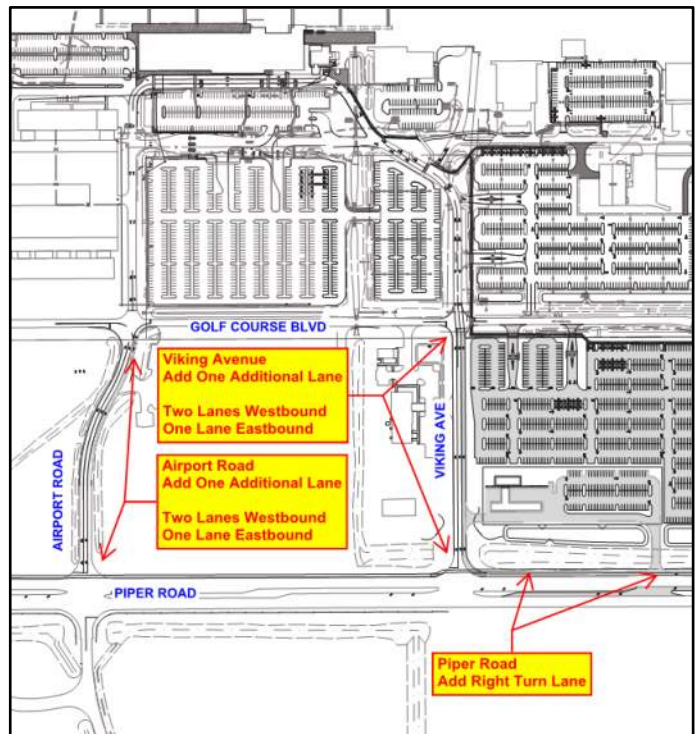 GOLF COURSE BLVD
Viking Avenue
Add One Additional Lane
Two Lanes Westbound
One Lane Eastbound
Airport Road
Add One Additional Lane
Two Lanes Westbound
One Lane Eastbound
AIRPORT ROAD
VIKING AVE
PIPER ROAD
Piper Road
Add Right Turn Lane